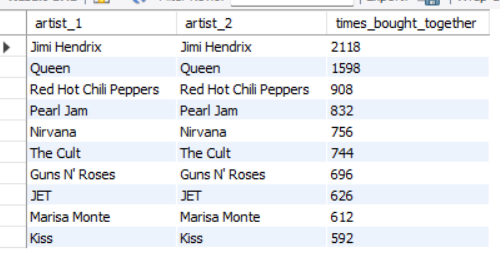 artist_1 artist_2 times_bought_together
Jimi Hendrix Jimi Hendrix 2118
Queen Queen 1598
Red Hot Chili Peppers Red Hot Chili Peppers 908
Pearl Jam Pearl Jam 832
Nirvana Nirvana 756
The Cult The Cult 744
Guns N' Roses Guns N' Roses 696
JET JET 626
Marisa Monte Marisa Monte 612
Kiss Kiss 592